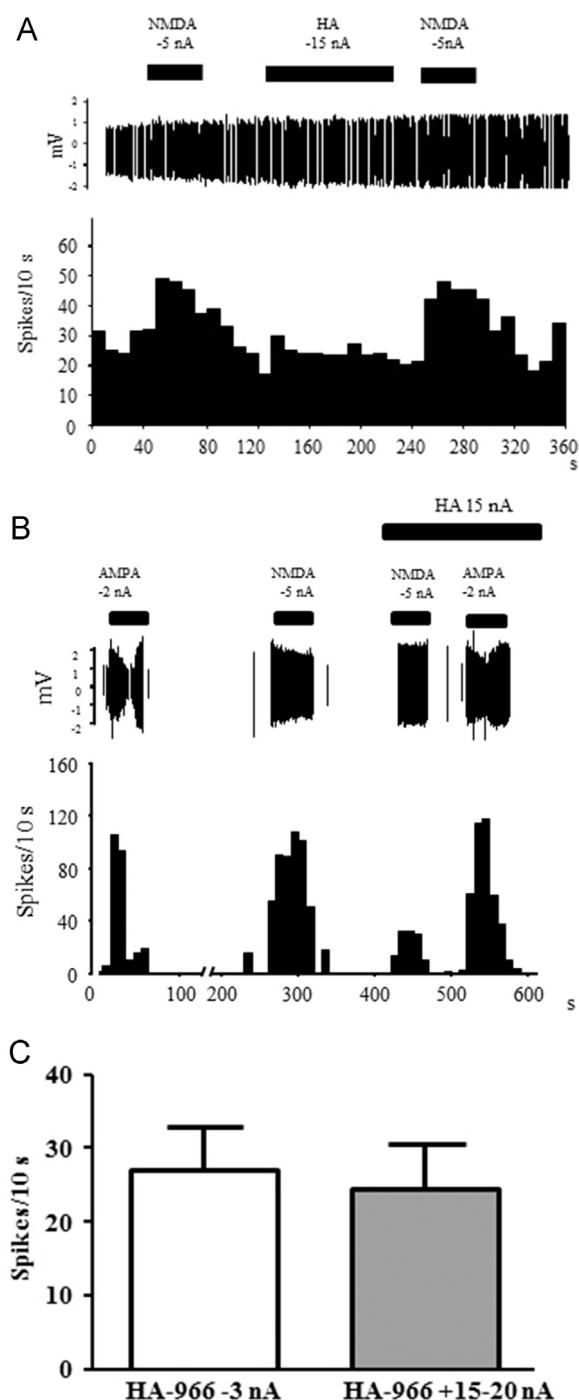 A
NMDA HA NMDA
-5 nA -15 nA -5nA
mV
2
1
0
-1
-2
Spikes/10 s
60
50
40
30
20
10
0
0 40 80 120 160 200 240 280 320 360
s
B
HA 15 nA
AMPA NMDA NMDA AMPA
-2 nA -5 nA -5 nA -2 nA
mV
2
1
0
-1
-2
Spikes/10 s
160
120
80
40
0
0 100 200 300 400 500 600
s
C
Spikes/10 s
40
30
20
10
0
HA-966 -3 nA HA-966 +15-20 nA